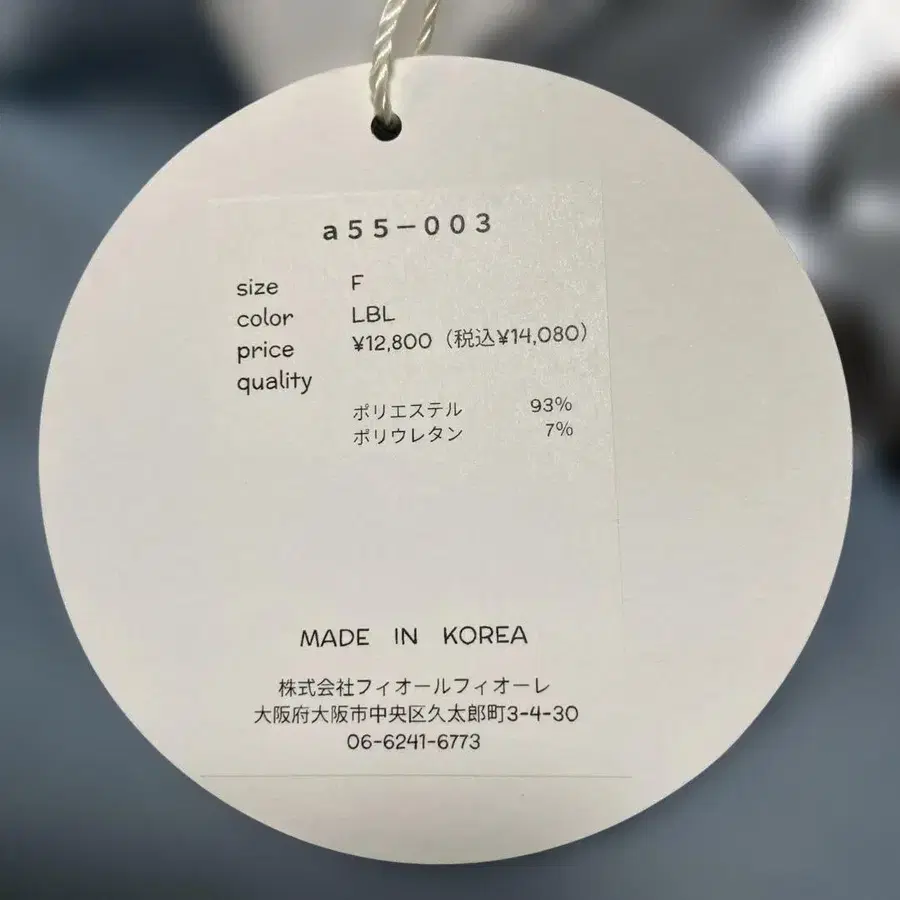 a55-003
size F
color LBL
price ¥12,800（税込¥14,080）
quality
ポリエステル 93%
ポリウレタン 7%
MADE IN KOREA
株式会社フィオールフィオーレ
大阪府大阪市中央区久太郎町3-4-30
06-6241-6773